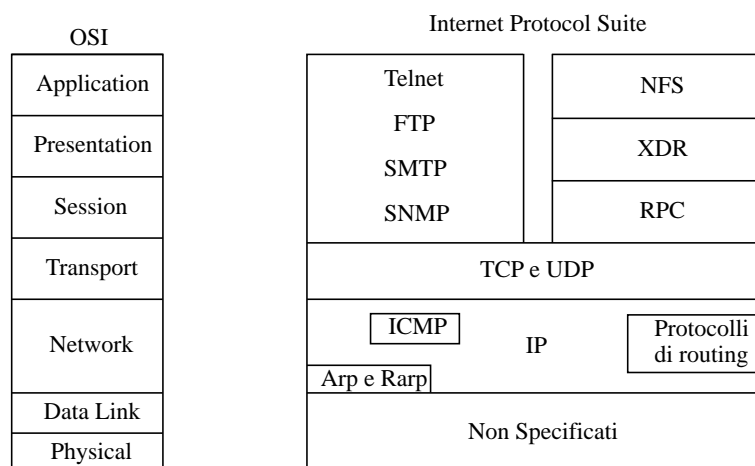 OSI
Application
Presentation
Session
Transport
Network
Data Link
Physical
Internet Protocol Suite
Telnet
FTP
SMTP
SNMP
NFS
XDR
RPC
TCP e UDP
ICMP
IP
Protocolli
di routing
Arp e Rarp
Non Specificati